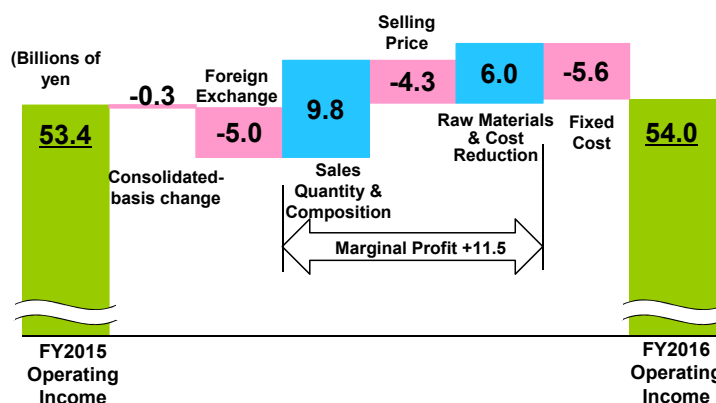 (Billions of
yen
53.4
-0.3
Consolidated-
basis change
Foreign
Exchange
-5.0
9.8
Sales
Quantity &
Composition
Selling
Price
-4.3
6.0
Raw Materials
& Cost
Reduction
-5.6
Fixed
Cost
54.0
Marginal Profit +11.5
FY2015
Operating
Income
FY2016
Operating
Income